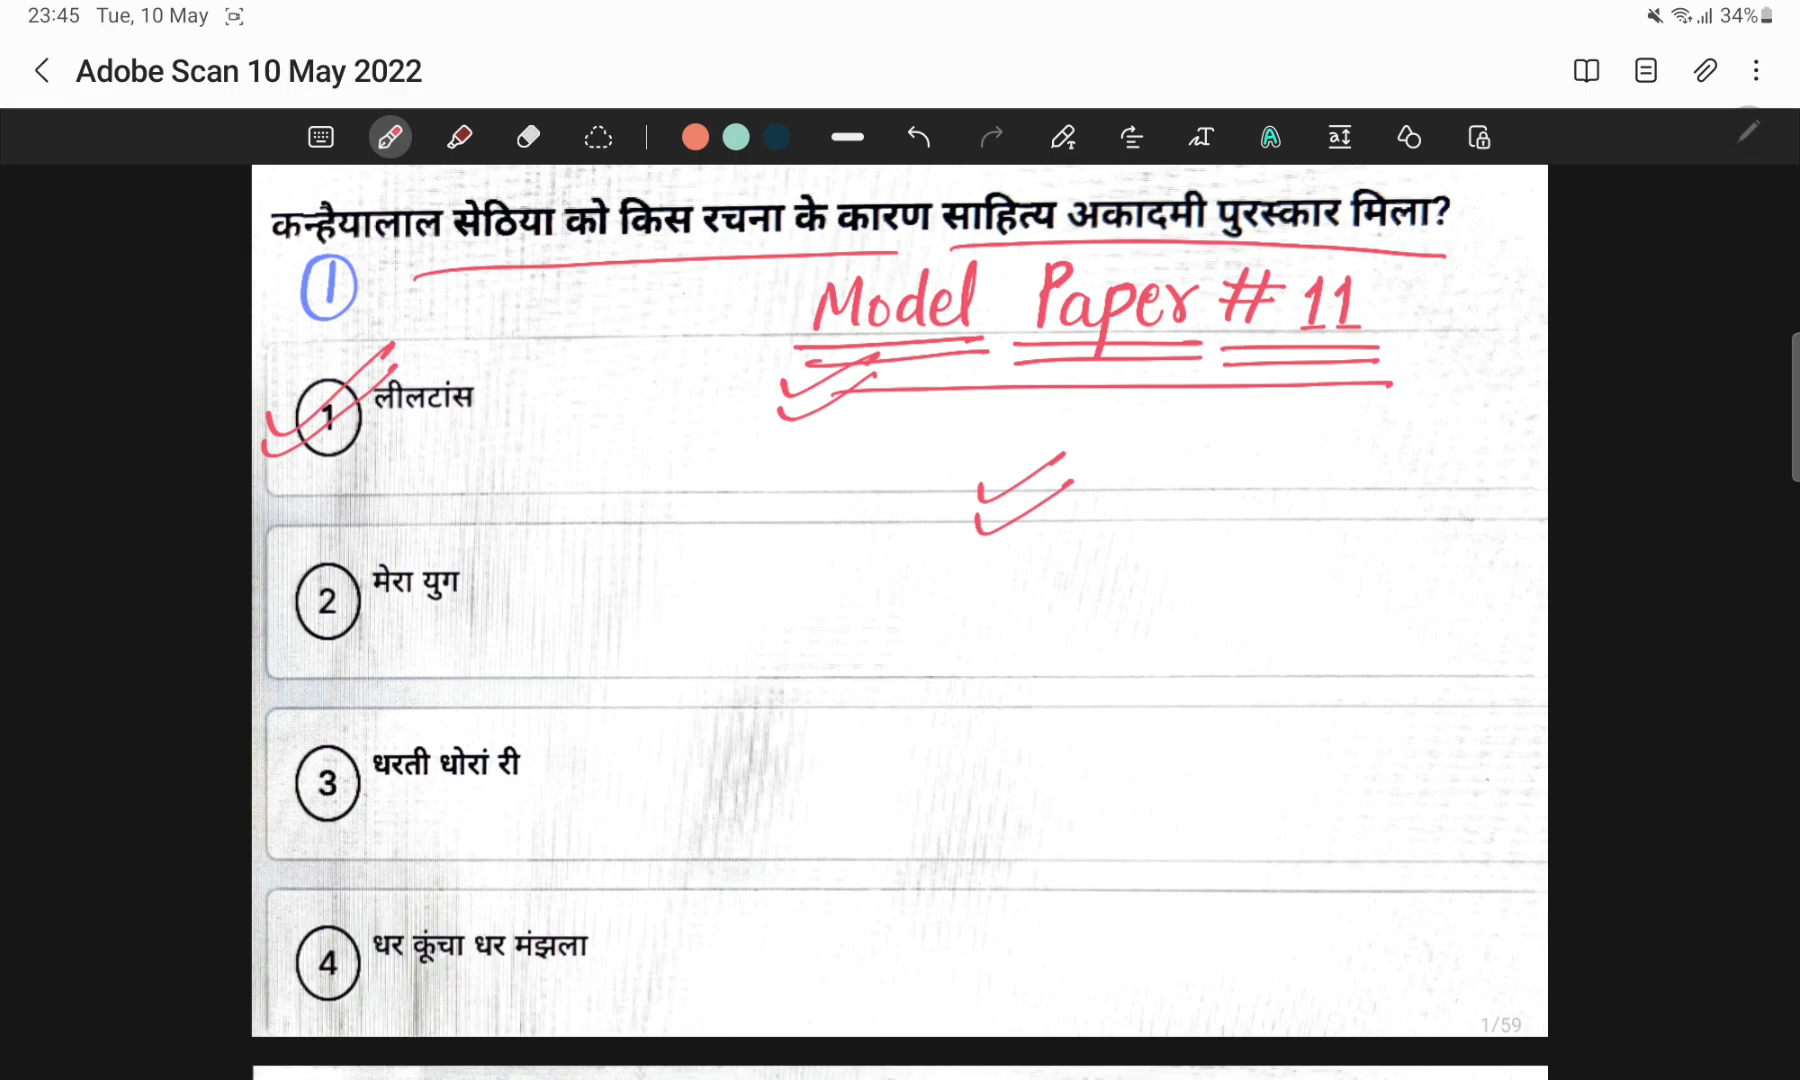 23:45 Tue, 10 May
34%
Adobe Scan 10 May 2022
कन्हैयालाल सेठिया को किस रचना के कारण साहित्य अकादमी पुरस्कार मिला?
1
Model Paper # 11
1 लीलटांस
2 मेरा युग
3 धरती धोरां री
4 धर कूंचा धर मंझला
1/59